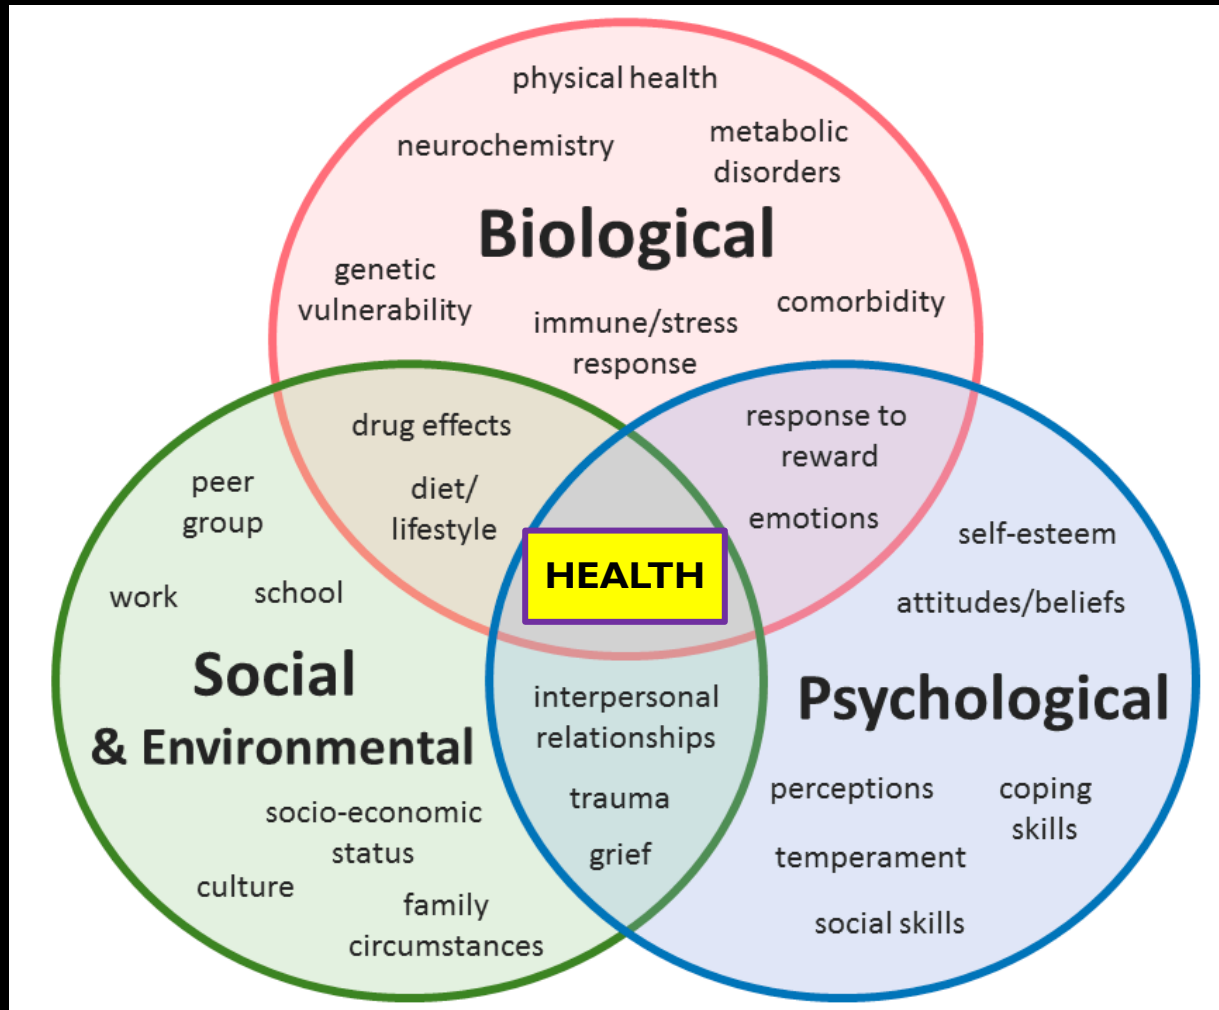 physical health
neurochemistry
metabolic
disorders
Biological
genetic
vulnerability
immune/stress
response
comorbidity
drug effects
diet/
lifestyle
response to
reward
emotions
HEALTH
peer
group
work
school
Social
& Environmental
socio-economic
status
culture
family
circumstances
interpersonal
relationships
trauma
grief
self-esteem
attitudes/beliefs
Psychological
perceptions
coping
skills
temperament
social skills